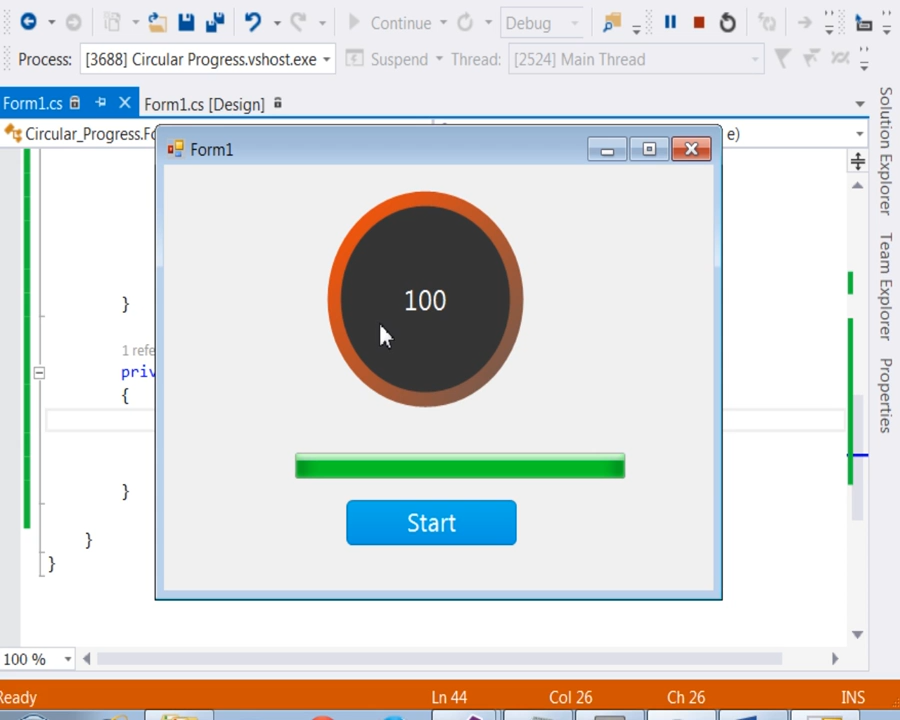 Continue Debug
Process: [3688] Circular Progress.vshost.exe Suspend Thread: [2524] Main Thread
Form1.cs Form1.cs [Design]
Circular_Progress.Fo e)
Form1
100
Start
}
1 refe
priv
{
}
}
}
100 %
Ready Ln 44 Col 26 Ch 26 INS
Solution Explorer
Team Explorer
Properties